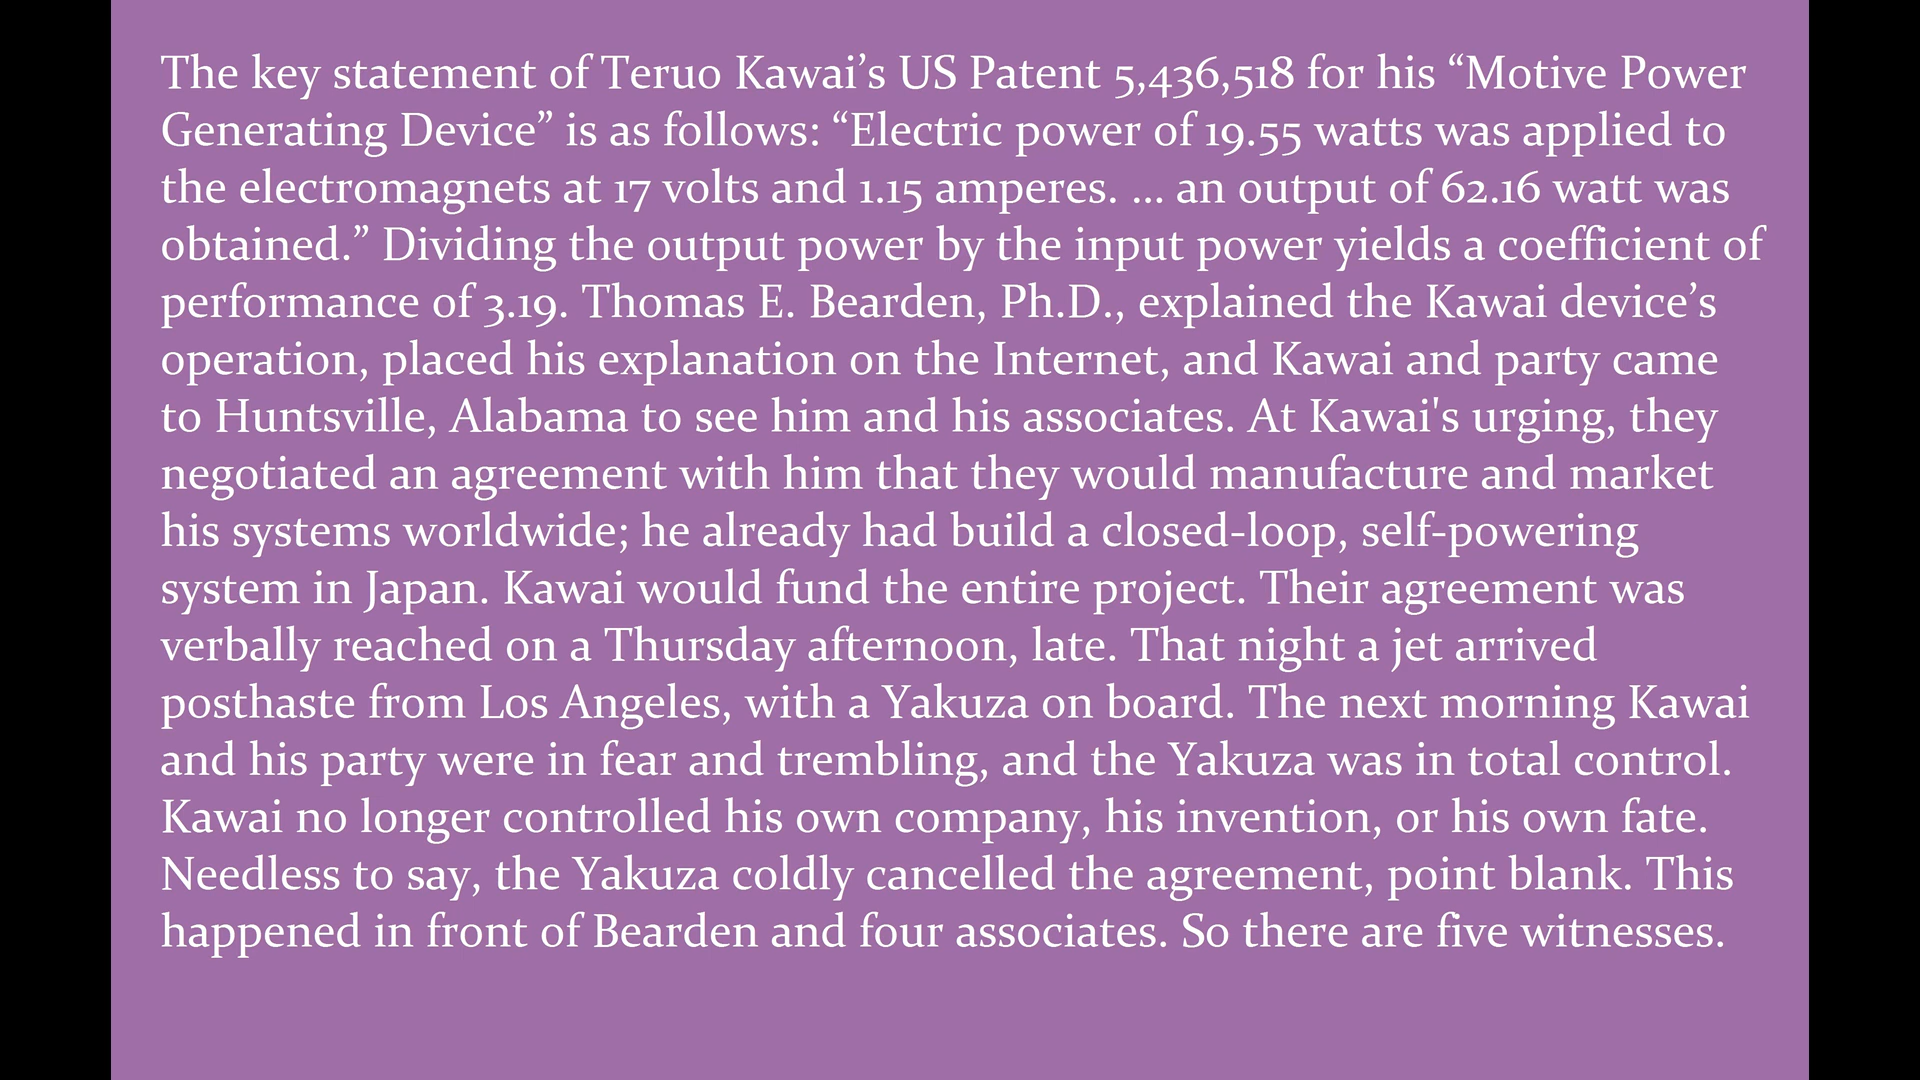 The key statement of Teruo Kawai’s US Patent 5,436,518 for his “Motive Power
Generating Device” is as follows: “Electric power of 19.55 watts was applied to
the electromagnets at 17 volts and 1.15 amperes. ... an output of 62.16 watt was
obtained.” Dividing the output power by the input power yields a coefficient of
performance of 3.19. Thomas E. Bearden, Ph.D., explained the Kawai device’s
operation, placed his explanation on the Internet, and Kawai and party came
to Huntsville, Alabama to see him and his associates. At Kawai's urging, they
negotiated an agreement with him that they would manufacture and market
his systems worldwide; he already had build a closed-loop, self-powering
system in Japan. Kawai would fund the entire project. Their agreement was
verbally reached on a Thursday afternoon, late. That night a jet arrived
posthaste from Los Angeles, with a Yakuza on board. The next morning Kawai
and his party were in fear and trembling, and the Yakuza was in total control.
Kawai no longer controlled his own company, his invention, or his own fate.
Needless to say, the Yakuza coldly cancelled the agreement, point blank. This
happened in front of Bearden and four associates. So there are five witnesses.